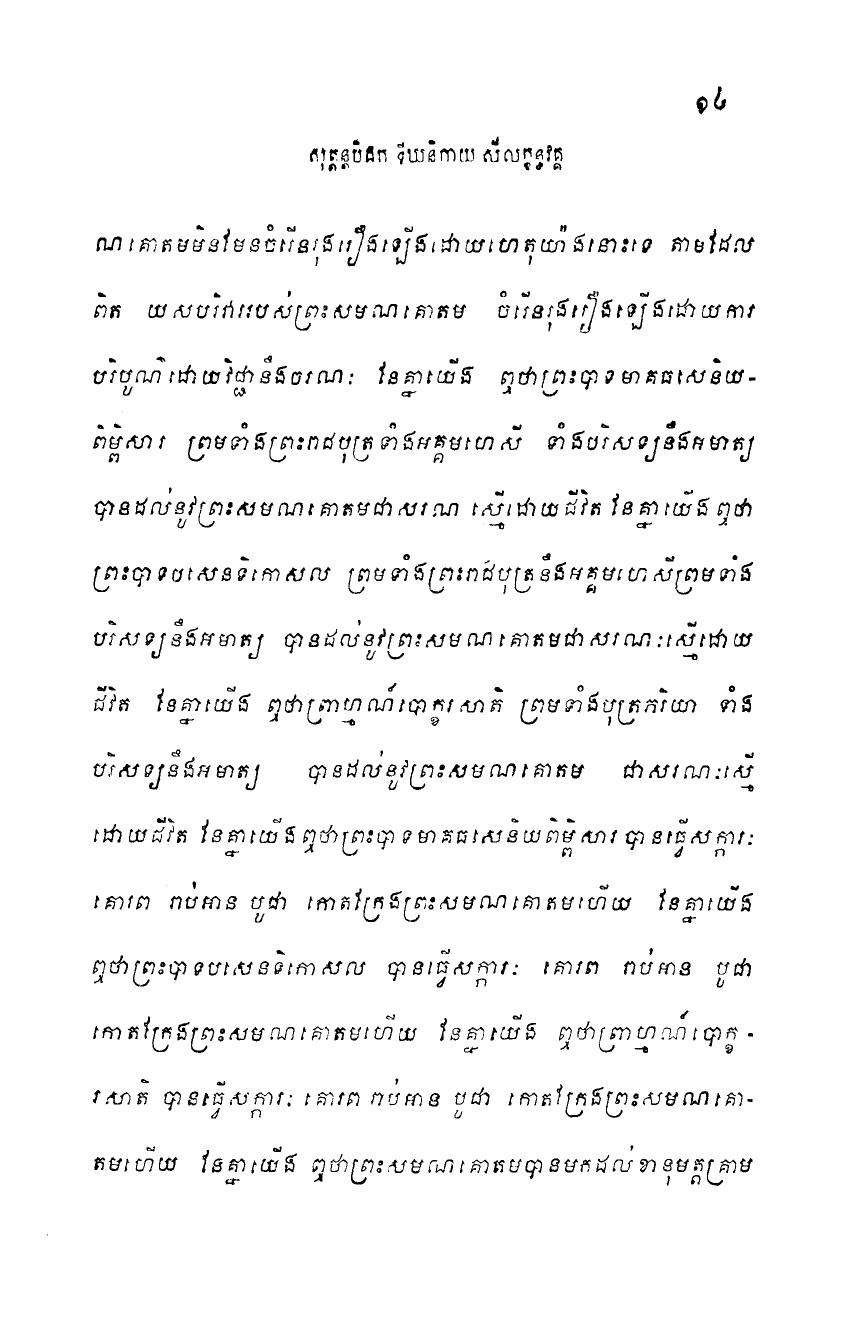 ១៤
សុត្តន្តបិដក ទីឃនិកាយ សីលក្ខន្ធវគ្គ
ណគោតមមិនមែនចំរើនរុងរឿងឡើងដោយហេតុយ៉ាងនោះទេ តាមដែល
ពិត យសបរិវាររបស់ព្រះសមណគោតម ចំរើនរុងរឿងឡើងដោយការ
បរិបូណ៌ដោយវិជ្ជានឹងចរណៈ នែគ្នាយើង ឮថាព្រះបាទមាគធសេនិយ-
ពិម្ពិសារ ព្រមទាំងព្រះរាជបុត្រទាំងអគ្គមហេសី ទាំងបរិសទ្យនឹងអមាត្យ
បានដល់នូវព្រះសមណគោតមជាសរណ ស្មើដោយជីវិត នែគ្នាយើង ឮថា
ព្រះបាទបសេនទិកោសល ព្រមទាំងព្រះរាជបុត្រនឹងអគ្គមហេសីព្រមទាំង
បរិសទ្យនឹងអមាត្យ បានដល់នូវព្រះសមណគោតមជាសរណៈស្មើដោយ
ជីវិត នែគ្នាយើង ឮថាព្រាហ្មណ៍បោក្ខរសាតិ ព្រមទាំងបុត្រភរិយា ទាំង
បរិសទ្យនឹងអមាត្យ បានដល់នូវព្រះសមណគោតម ជាសរណៈស្មើ
ដោយជីវិត នែគ្នាយើងឮថាព្រះបាទមាគធសេនិយពិម្ពិសារ បានធ្វើសក្ការៈ
គោរព រាប់អាន បូជា កោតក្រែងព្រះសមណគោតមហើយ នែគ្នាយើង
ឮថាព្រះបាទបសេនទិកោសល បានធ្វើសក្ការៈ គោរព រាប់អាន បូជា
កោតក្រែងព្រះសមណគោតមហើយ នែគ្នាយើង ឮថាព្រាហ្មណ៍បោក្ខ-
រសាតិ បានធ្វើសក្ការៈ គោរព រាប់អាន បូជា កោតក្រែងព្រះសមណគោ-
តមហើយ នែគ្នាយើង ឮថាព្រះសមណគោតមបានមកដល់ខានុមត្តគ្រាម